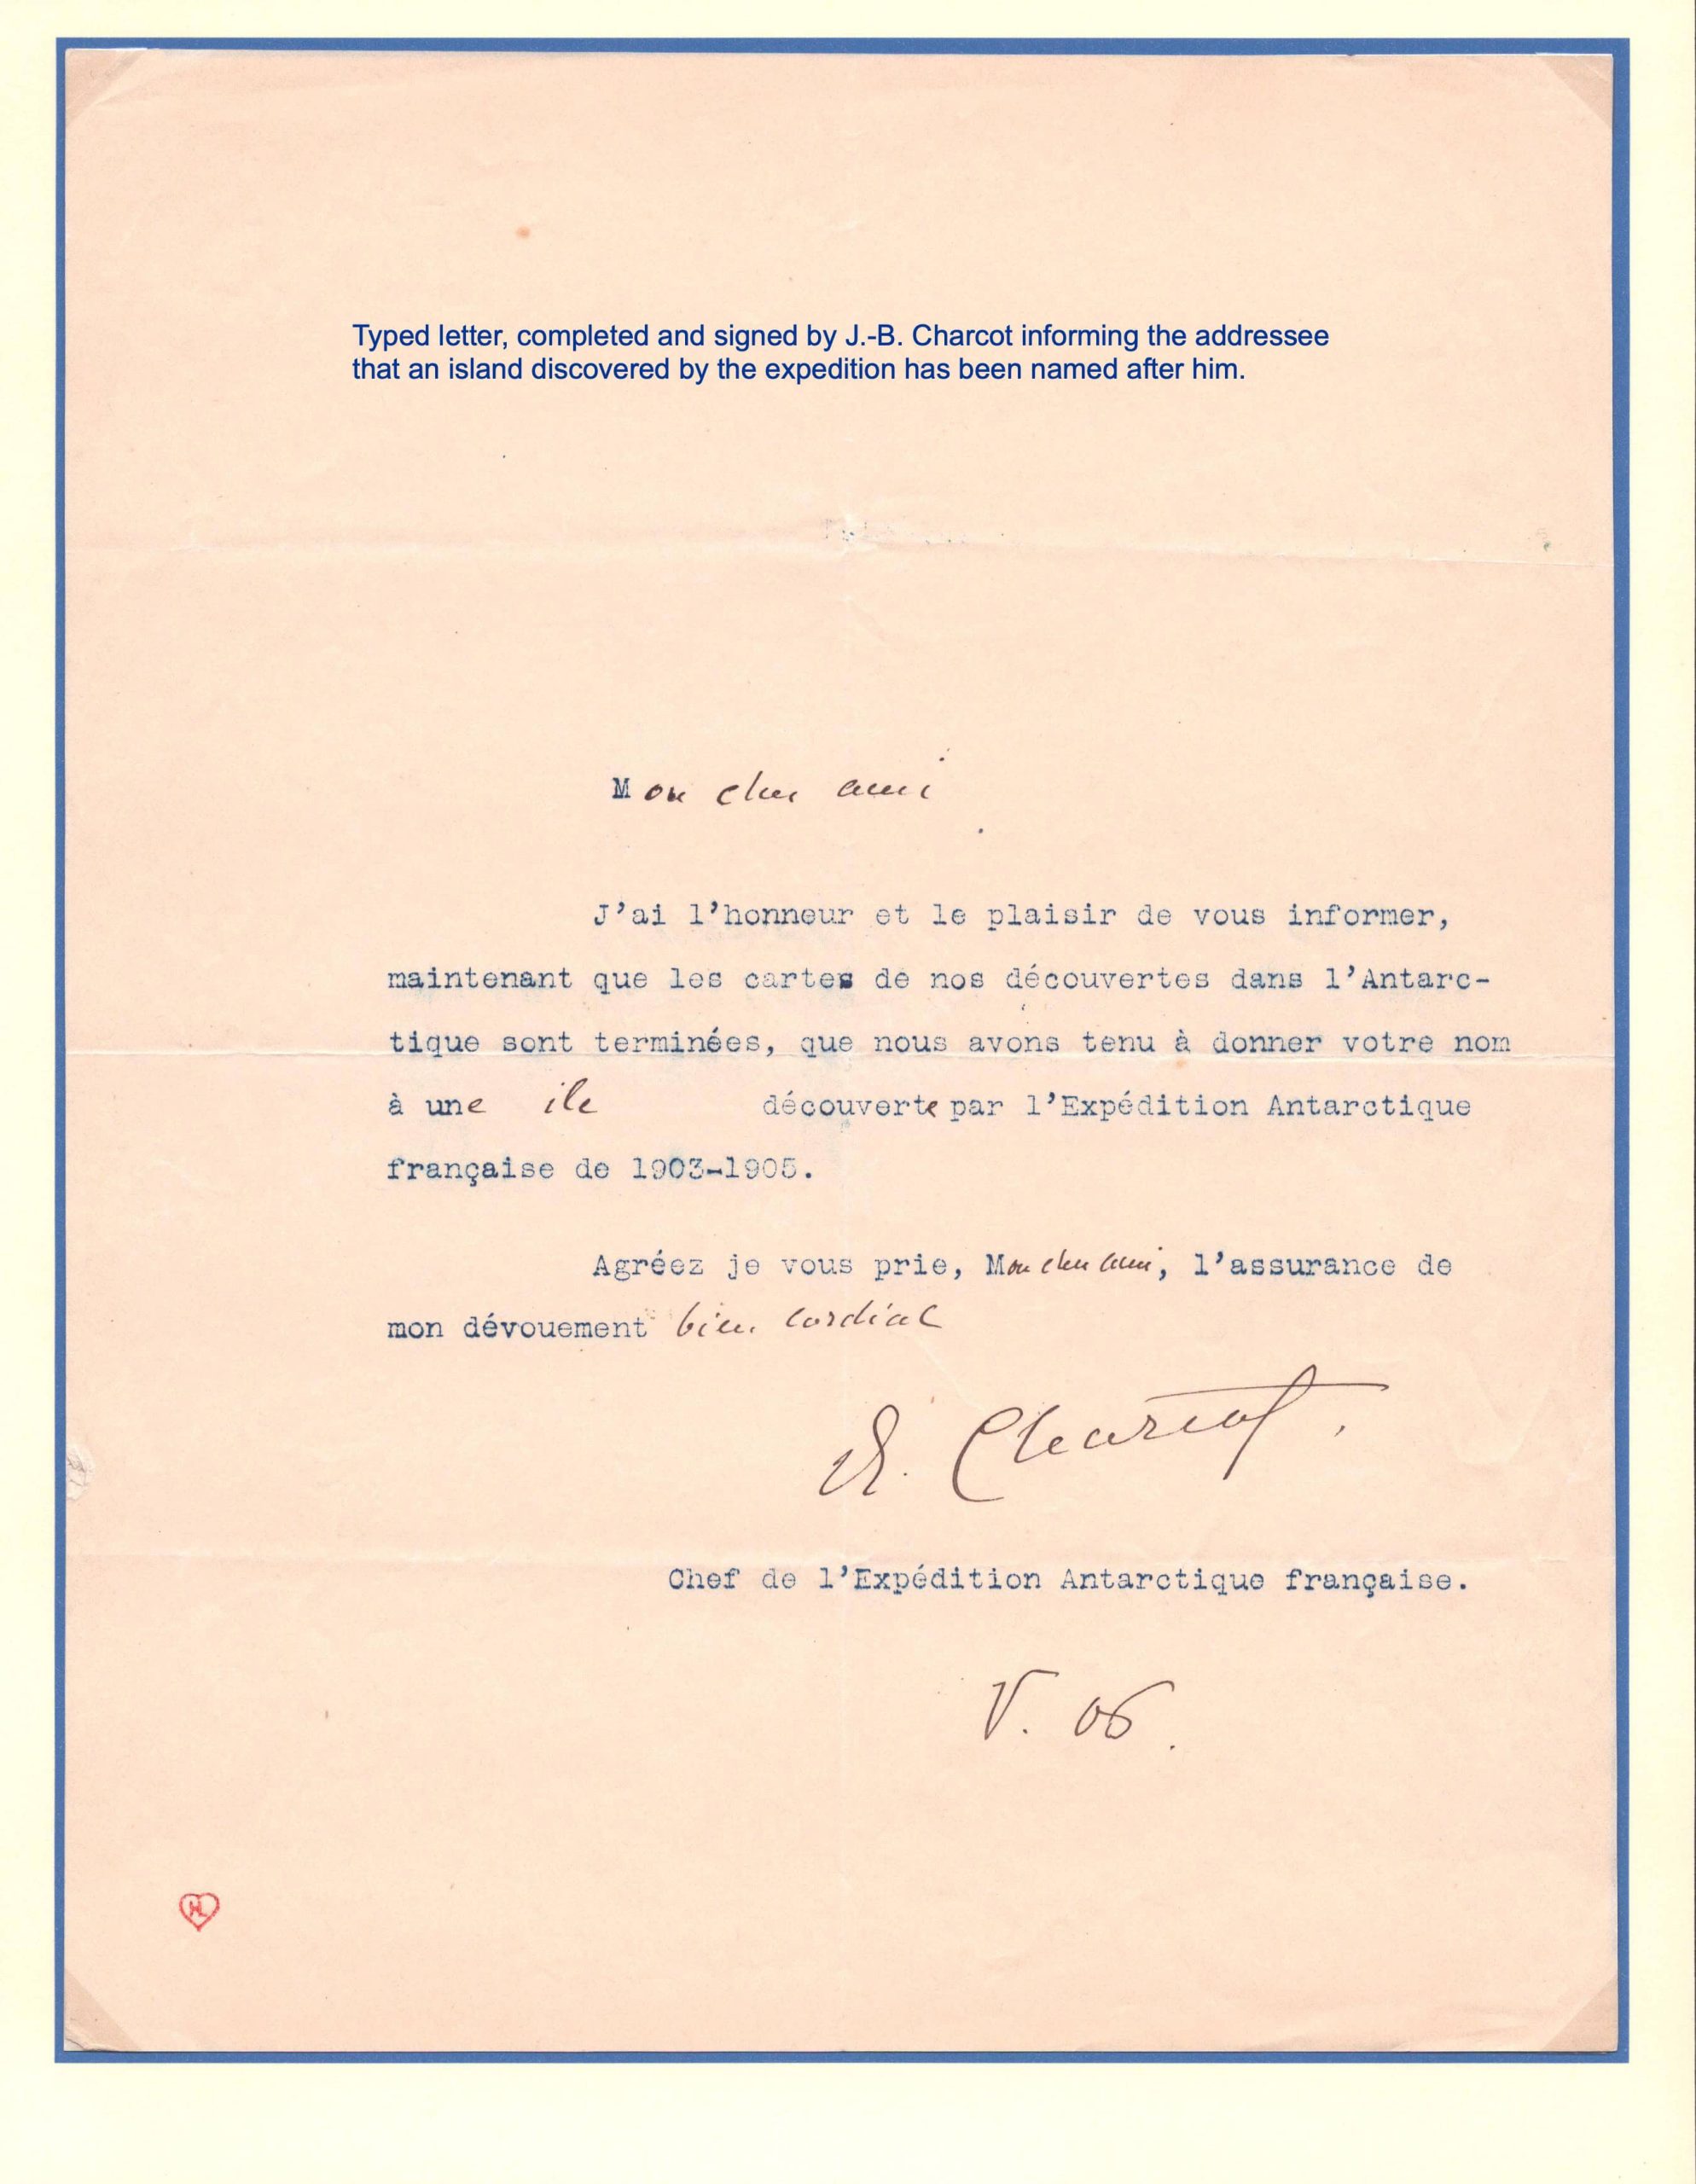 Typed letter, completed and signed by J.-B. Charcot informing the addressee
that an island discovered by the expedition has been named after him.
Mon cher ami
J'ai l'honneur et le plaisir de vous informer,
maintenant que les cartes de nos découvertes dans l'Antarc-
tique sont terminées, que nous avons tenu à donner votre nom
à une ile découverte par l'Expédition Antarctique
française de 1903-1905.
Agréez je vous prie, Mon cher ami, l'assurance de
mon dévouement bien cordial
Charcot.
Chef de l'Expédition Antarctique française.
V. 06.